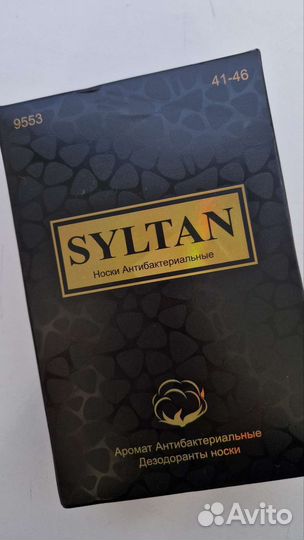 9553
41-46
SYLTAN
Носки Антибактериальные
Аромат Антибактериальные
Дезодоранты носки
Avito